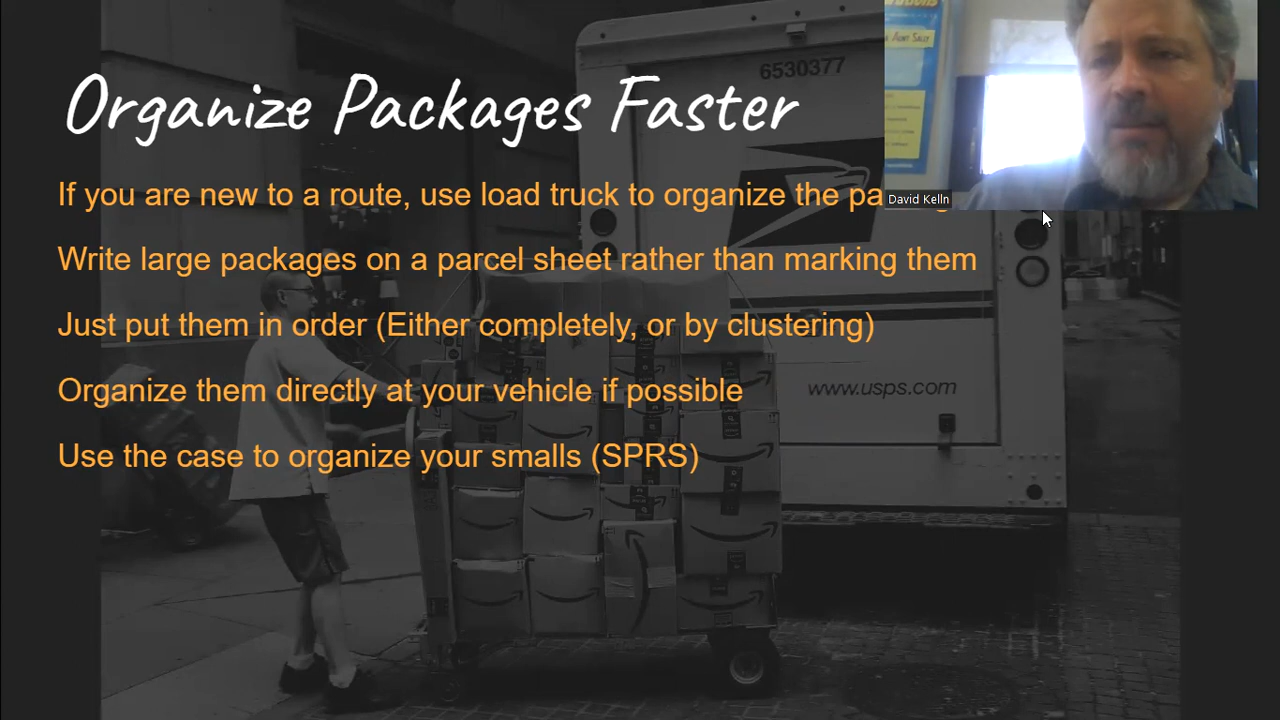 6530377
Organize Packages Faster
If you are new to a route, use load truck to organize the
David Kelln
Write large packages on a parcel sheet rather than marking them
Just put them in order (Either completely, or by clustering)
www.usps.com
Organize them directly at your vehicle if possible
Use the case to organize your smalls (SPRS)